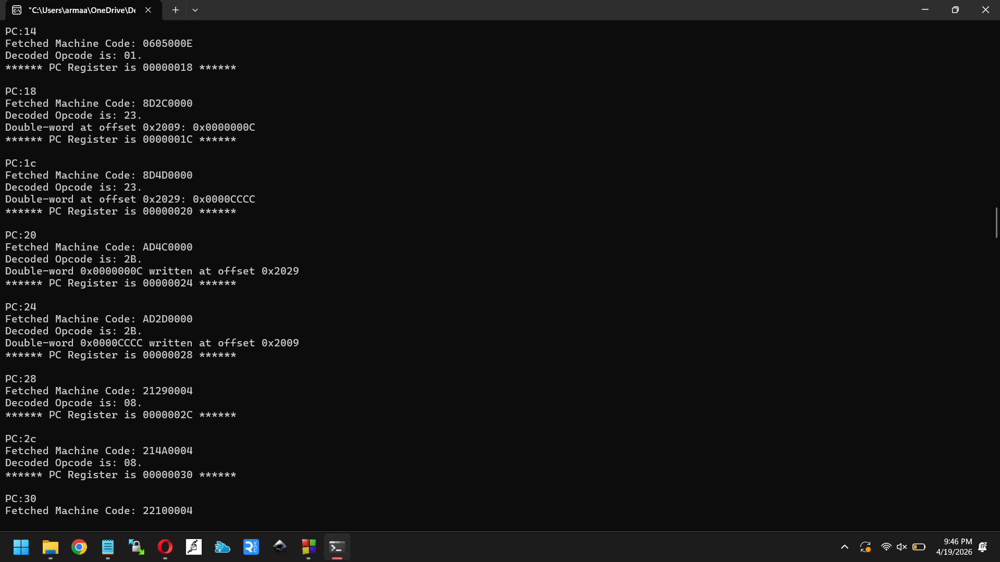 "C:\Users\armaa\OneDrive\De
PC:14
Fetched Machine Code: 0605000E
Decoded Opcode is: 01.
****** PC Register is 00000018 ******
PC:18
Fetched Machine Code: 8D2C0000
Decoded Opcode is: 23.
Double-word at offset 0x2009: 0x0000000C
****** PC Register is 0000001C ******
PC:1c
Fetched Machine Code: 8D4D0000
Decoded Opcode is: 23.
Double-word at offset 0x2029: 0x0000CCCC
****** PC Register is 00000020 ******
PC:20
Fetched Machine Code: AD4C0000
Decoded Opcode is: 2B.
Double-word 0x0000000C written at offset 0x2029
****** PC Register is 00000024 ******
PC:24
Fetched Machine Code: AD2D0000
Decoded Opcode is: 2B.
Double-word 0x0000CCCC written at offset 0x2009
****** PC Register is 00000028 ******
PC:28
Fetched Machine Code: 21290004
Decoded Opcode is: 08.
****** PC Register is 0000002C ******
PC:2c
Fetched Machine Code: 214A0004
Decoded Opcode is: 08.
****** PC Register is 00000030 ******
PC:30
Fetched Machine Code: 22100004
9:46 PM
4/19/2026